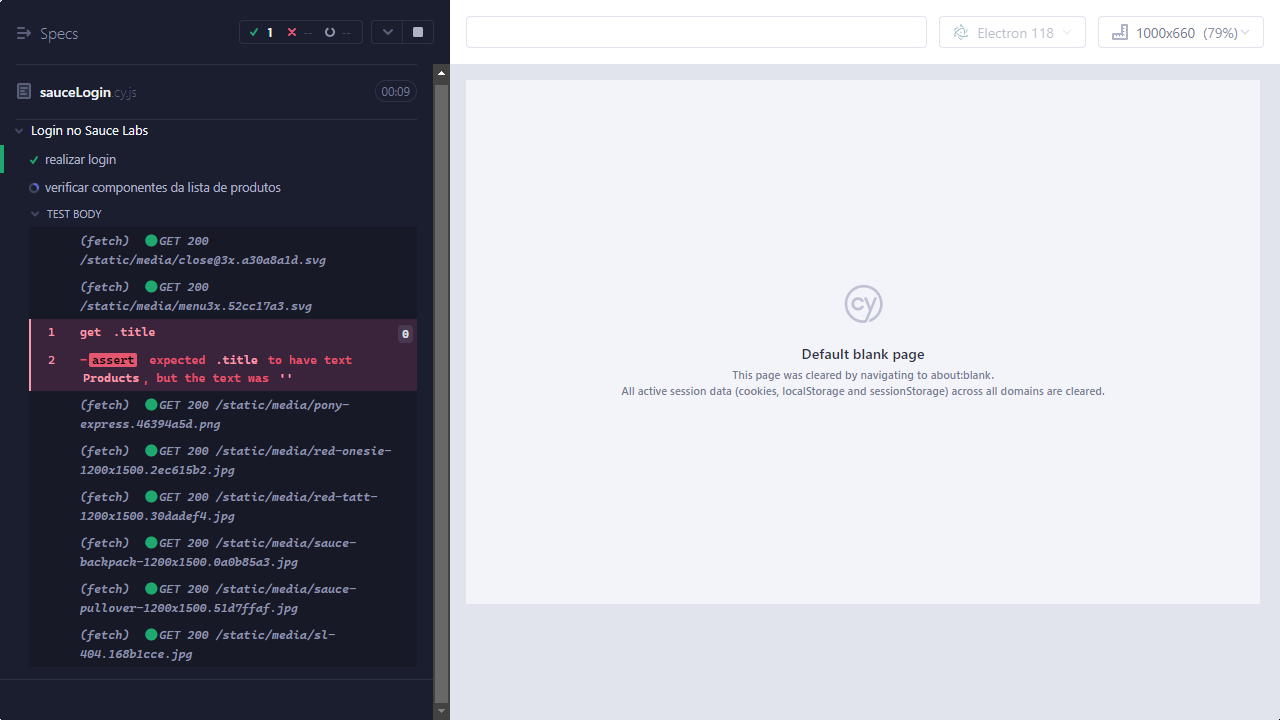 Specs
1
--
--
Electron 118
1000x660 (79%)
sauceLogin.cy.js
00:09
Login no Sauce Labs
realizar login
verificar componentes da lista de produtos
TEST BODY
(fetch) GET 200
/static/media/close@3x.a30a8a1d.svg
(fetch) GET 200
/static/media/menu3x.52cc17a3.svg
1 get .title 0
2 -assert expected .title to have text
Products, but the text was ''
(fetch) GET 200 /static/media/pony-
express.46394a5d.png
(fetch) GET 200 /static/media/red-onesie-
1200x1500.2ec615b2.jpg
(fetch) GET 200 /static/media/red-tatt-
1200x1500.30dadef4.jpg
(fetch) GET 200 /static/media/sauce-
backpack-1200x1500.0a0b85a3.jpg
(fetch) GET 200 /static/media/sauce-
pullover-1200x1500.51d7ffaf.jpg
(fetch) GET 200 /static/media/sl-
404.168b1cce.jpg
cy
Default blank page
This page was cleared by navigating to about:blank.
All active session data (cookies, localStorage and sessionStorage) across all domains are cleared.